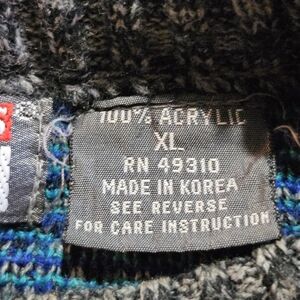 100% ACRYLIC
XL
RN 49310
MADE IN KOREA
SEE REVERSE
FOR CARE INSTRUCTION